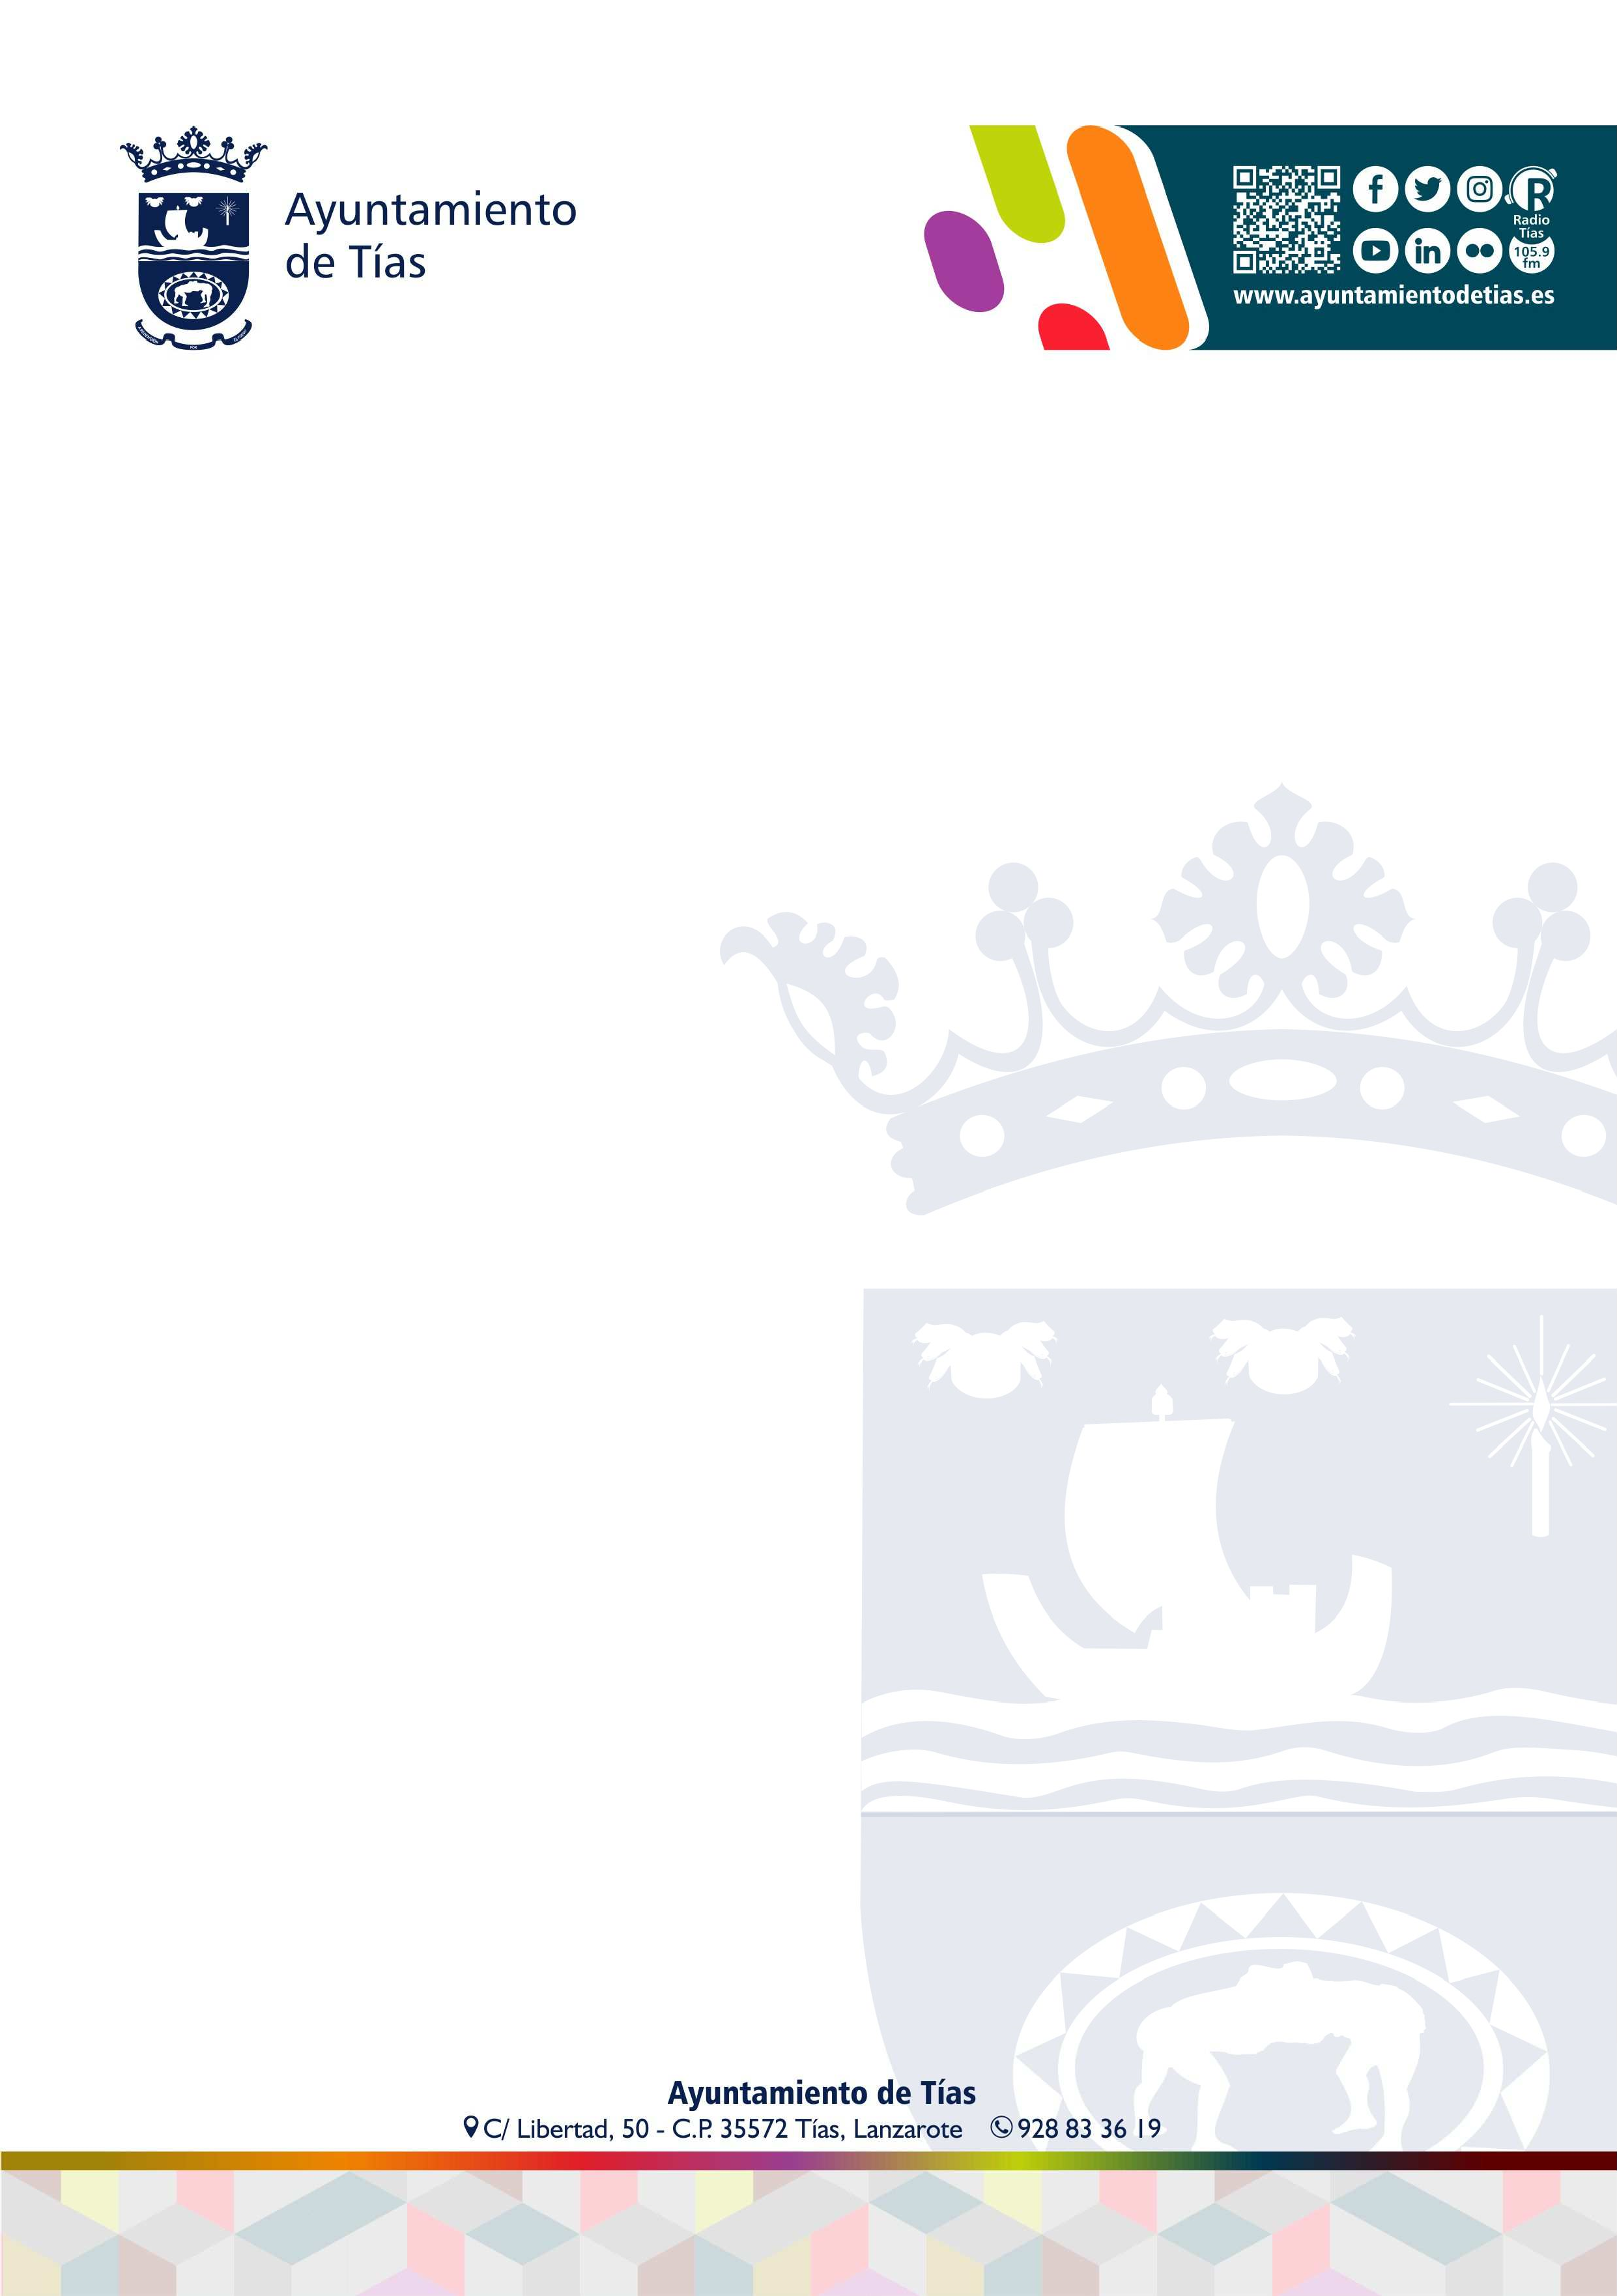 Ayuntamiento
de Tías
Radio
Tías
105.9
fm
www.ayuntamientodetias.es
Ayuntamiento de Tías
C/ Libertad, 50 - C.P. 35572 Tías, Lanzarote 928 83 36 19